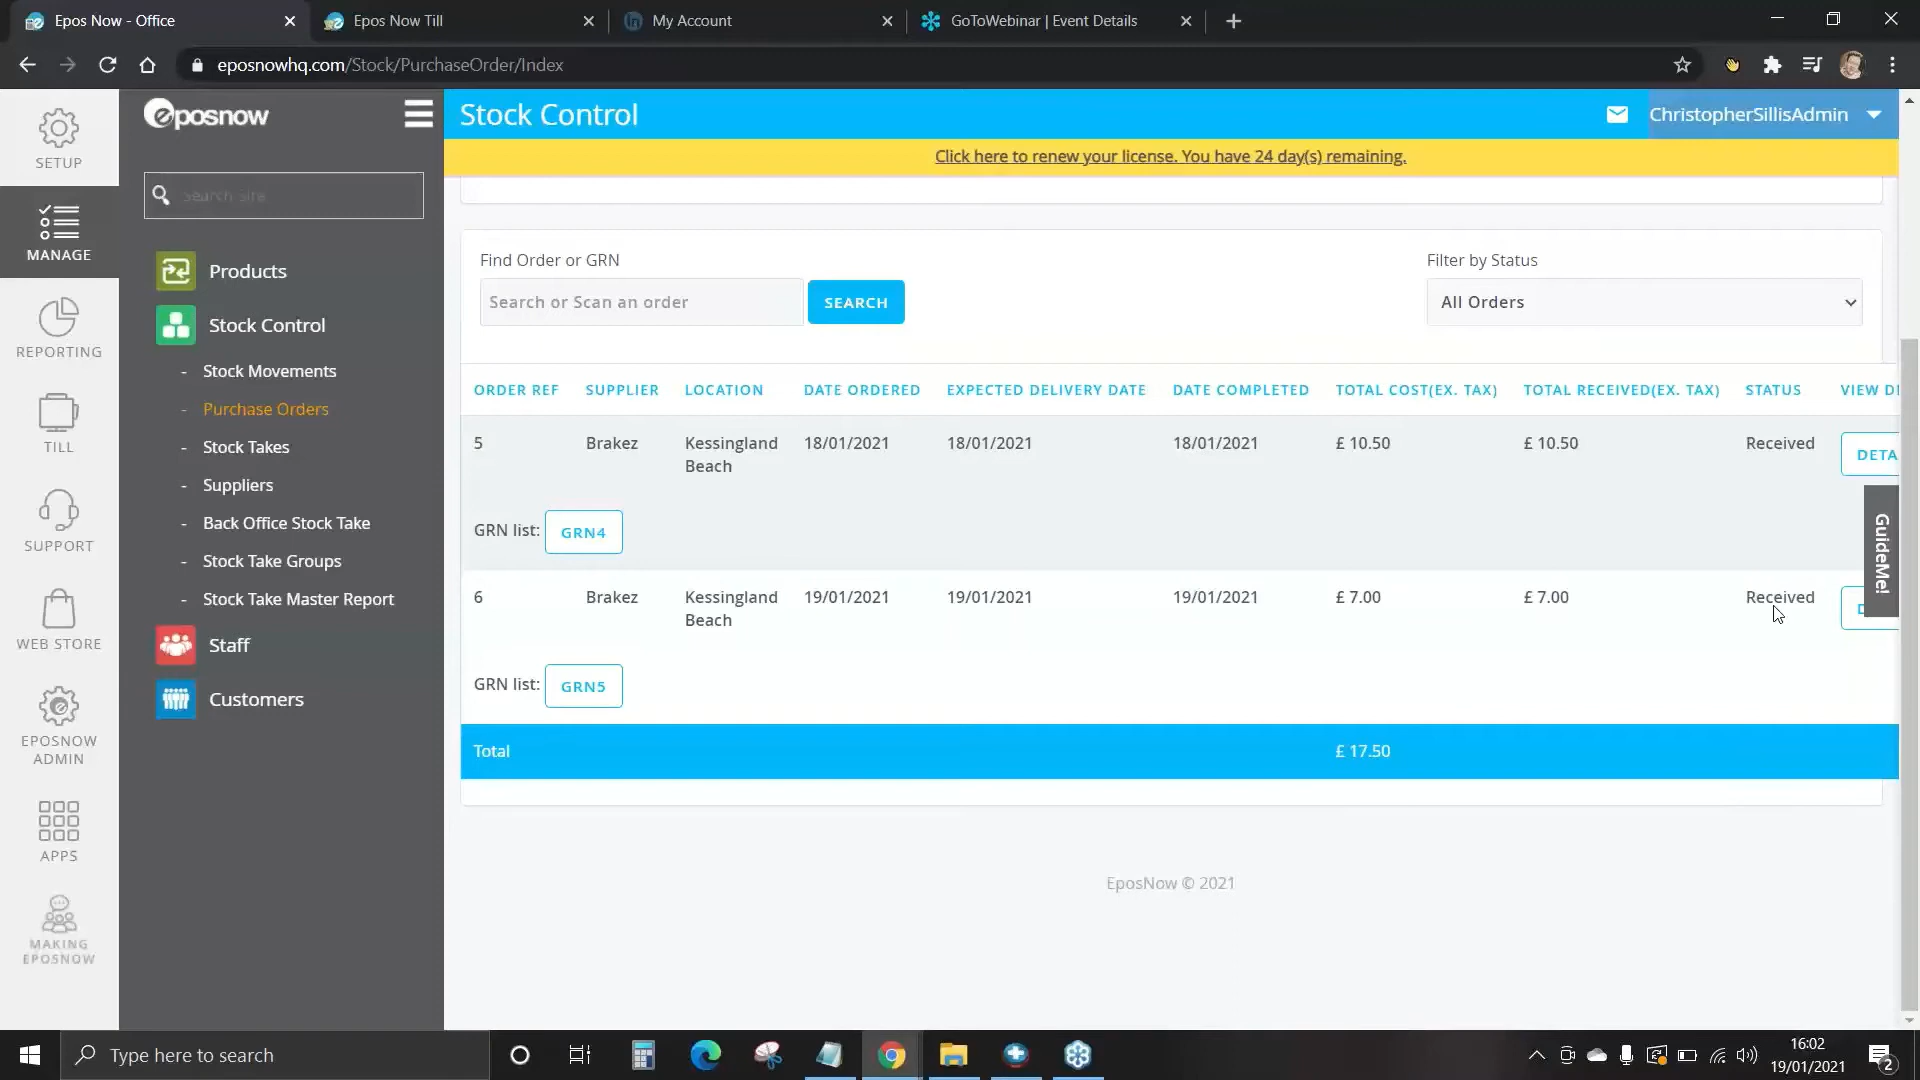 Epos Now - Office
Epos Now Till
My Account
GoToWebinar | Event Details
eposnowhq.com/Stock/PurchaseOrder/Index
SETUP
MANAGE
REPORTING
TILL
SUPPORT
WEB STORE
EPOSNOW
ADMIN
APPS
MAKING
EPOSNOW
eposnow
Search Site
Products
Stock Control
- Stock Movements
- Purchase Orders
- Stock Takes
- Suppliers
- Back Office Stock Take
- Stock Take Groups
- Stock Take Master Report
Staff
Customers
Stock Control
ChristopherSillisAdmin
Click here to renew your license. You have 24 day(s) remaining.
Find Order or GRN
Search or Scan an order
SEARCH
Filter by Status
All Orders
ORDER REF SUPPLIER LOCATION DATE ORDERED EXPECTED DELIVERY DATE DATE COMPLETED TOTAL COST(EX. TAX) TOTAL RECEIVED(EX. TAX) STATUS VIEW DE
5 Brakez Kessingland Beach 18/01/2021 18/01/2021 18/01/2021 £ 10.50 £ 10.50 Received DETA
GRN list: GRN4
6 Brakez Kessingland Beach 19/01/2021 19/01/2021 19/01/2021 £ 7.00 £ 7.00 Received D
GRN list: GRN5
Total £ 17.50
GuideMe!
EposNow © 2021
Type here to search
16:02
19/01/2021
2